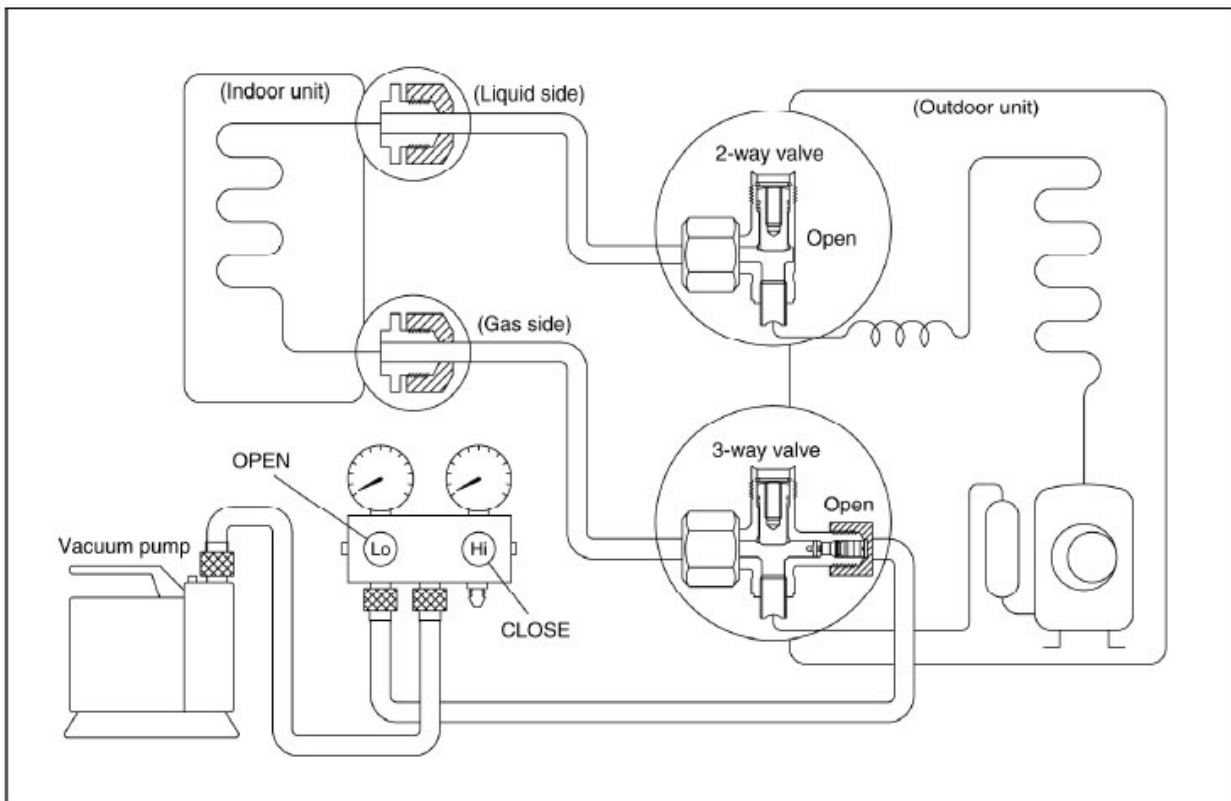 (Indoor unit)
(Liquid side)
(Outdoor unit)
2-way valve
Open
(Gas side)
3-way valve
Open
OPEN
Vacuum pump
Lo
Hi
CLOSE